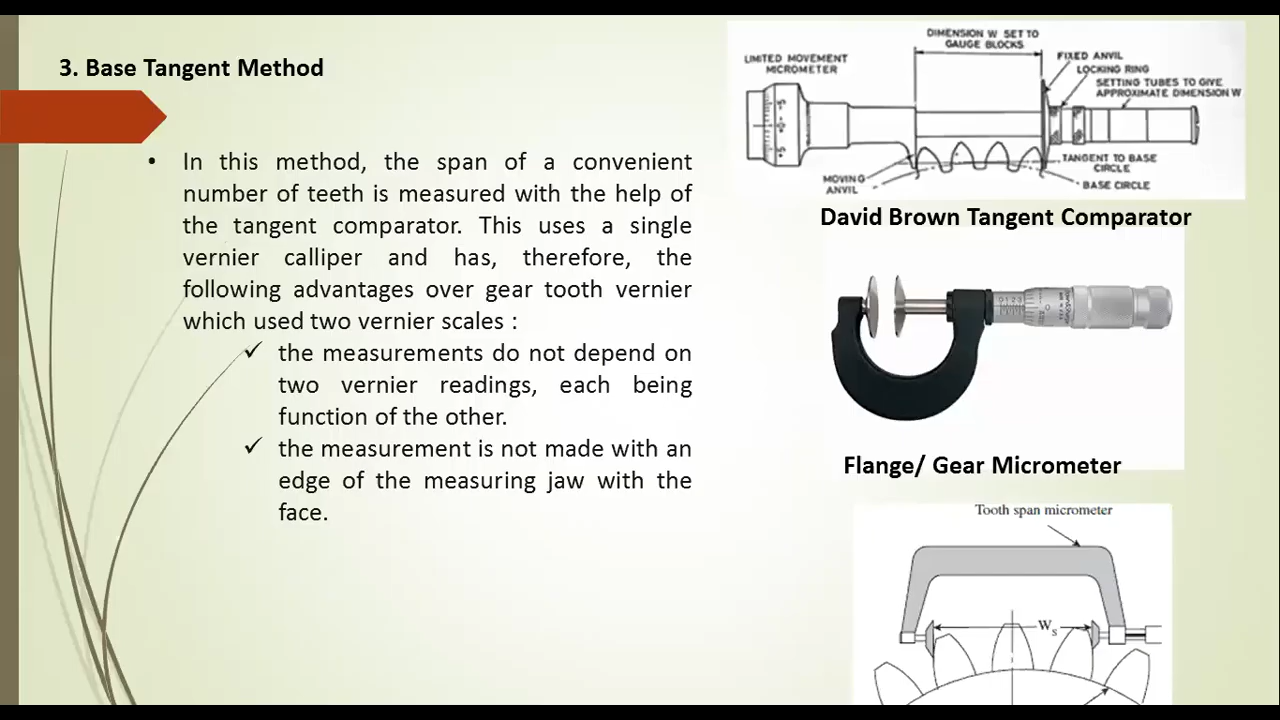 3. Base Tangent Method
• In this method, the span of a convenient
number of teeth is measured with the help of
the tangent comparator. This uses a single
vernier calliper and has, therefore, the
following advantages over gear tooth vernier
which used two vernier scales :
✓ the measurements do not depend on
two vernier readings, each being
function of the other.
✓ the measurement is not made with an
edge of the measuring jaw with the
face.
DIMENSION W SET TO
GAUGE BLOCKS
LIMITED MOVEMENT
MICROMETER
FIXED ANVIL
LOCKING RING
SETTING TUBES TO GIVE
APPROXIMATE DIMENSION W
TANGENT TO BASE
CIRCLE
MOVING
ANVIL
BASE CIRCLE
David Brown Tangent Comparator
Flange/ Gear Micrometer
Tooth span micrometer
Ws